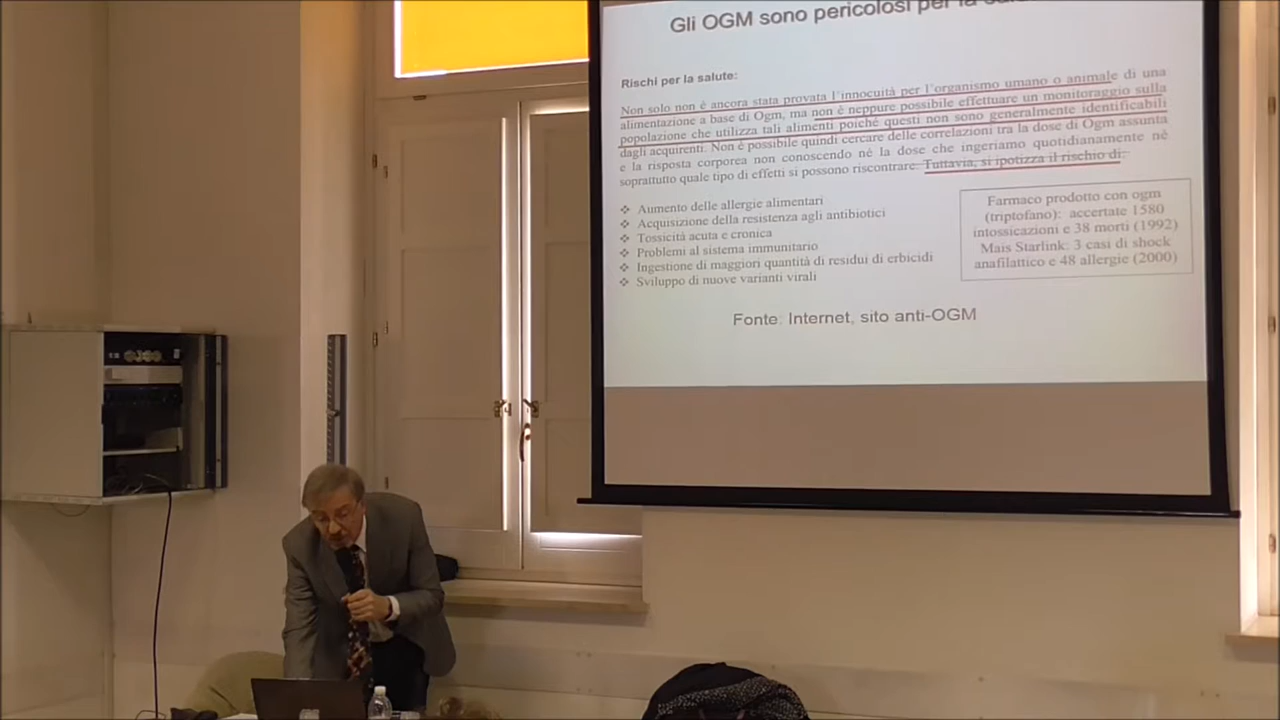 Gli OGM sono pericolosi per la
Rischi per la salute:
Non solo non è ancora stata provata l'innocuità per l'organismo umano o animale di una
alimentazione a base di Ogm, ma non è neppure possibile effettuare un monitoraggio sulla
popolazione che utilizza tali alimenti poichè questi non sono generalmente identificabili
dagli acquirenti. Non è possibile quindi cercare delle correlazioni tra la dose di Ogm assunta
e la risposta corporea non conoscendo nè la dose che ingeriamo quotidianamente nè
soprattutto quale tipo di effetti si possono riscontrare. Tuttavia, si ipotizza il rischio di:
❖ Aumento delle allergie alimentari
❖ Acquisizione della resistenza agli antibiotici
❖ Tossicità acuta e cronica
❖ Problemi al sistema immunitario
❖ Ingestione di maggiori quantità di residui di erbicidi
❖ Sviluppo di nuove varianti virali
Farmaco prodotto con ogm
(triptofano): accertate 1580
intossicazioni e 38 morti (1992)
Mais Starlink: 3 casi di shock
anafilattico e 48 allergie (2000)
Fonte: Internet, sito anti-OGM